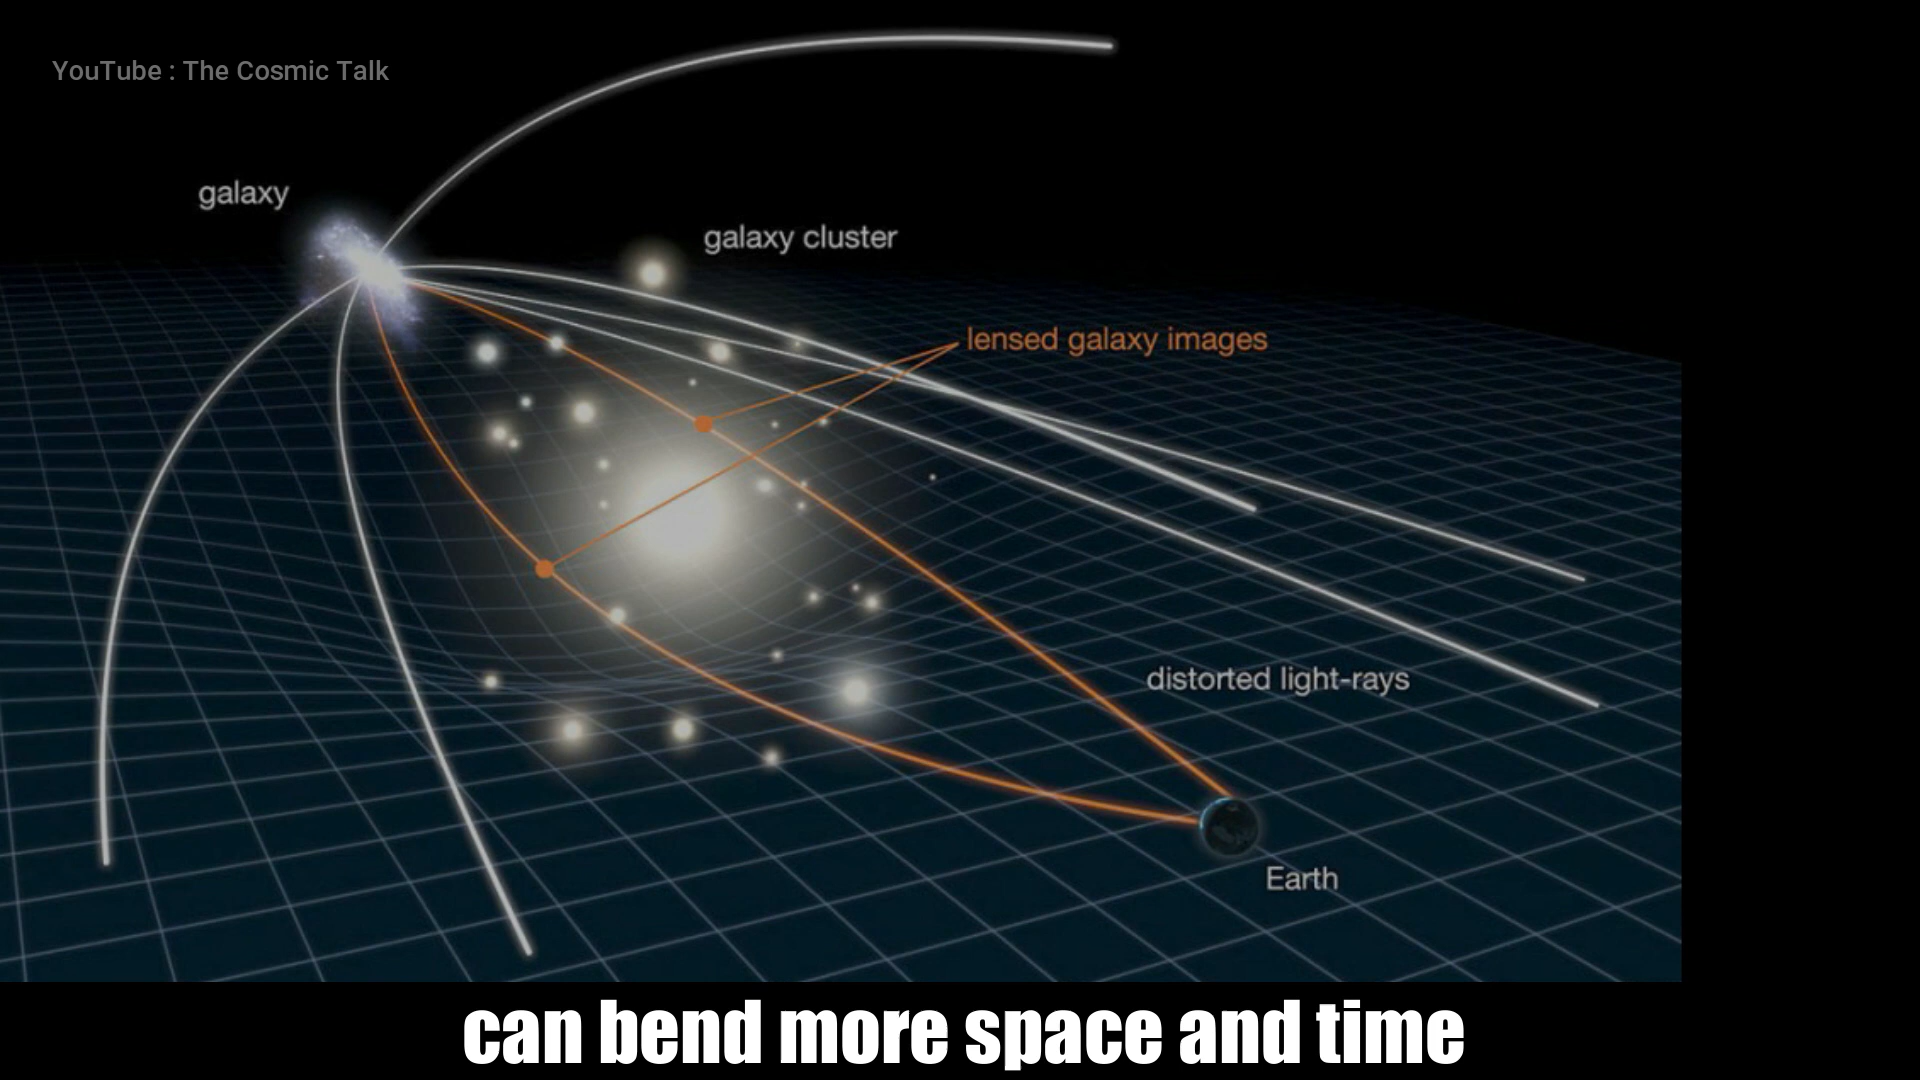 YouTube : The Cosmic Talk
galaxy
galaxy cluster
lensed galaxy images
distorted light-rays
Earth
can bend more space and time